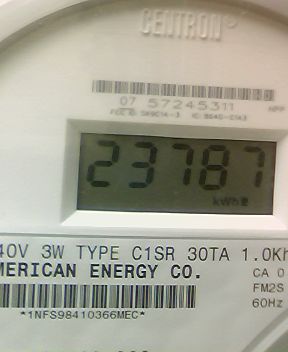 CENTRON
07 57245311
23787
kWh
40V 3W TYPE C1SR 30TA 1.0Kh
MERICAN ENERGY CO.
CA 0
FM2S
60Hz
*1NFS98410366MEC*